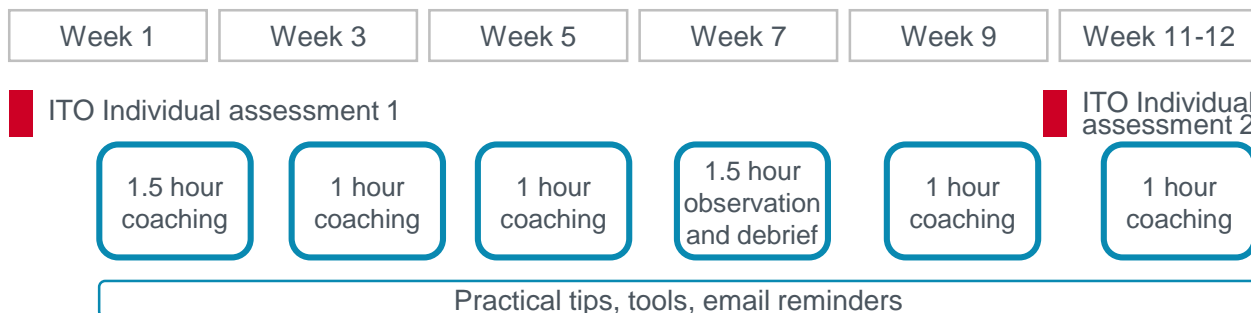 Week 1
Week 3
Week 5
Week 7
Week 9
Week 11-12
ITO Individual assessment 1
ITO Individual
assessment 2
1.5 hour
coaching
1 hour
coaching
1 hour
coaching
1.5 hour
observation
and debrief
1 hour
coaching
1 hour
coaching
Practical tips, tools, email reminders